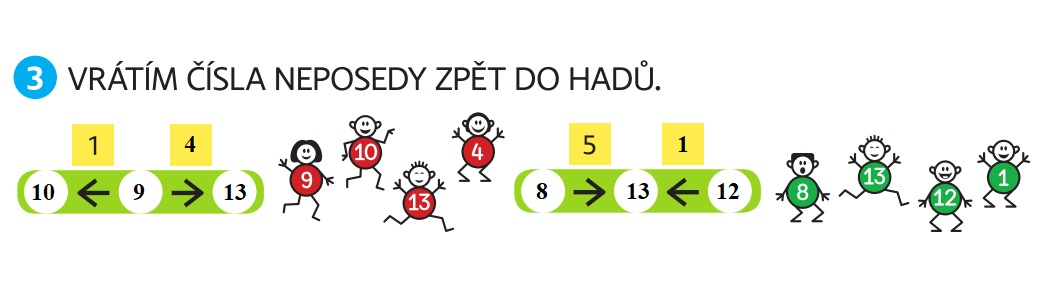 3 VRÁTÍM ČÍSLA NEPOSEDY ZPĚT DO HADŮ.
1 4 5 1
10 ← 9 → 13 8 → 13 ← 12
9 10 13 4 8 13 12 1